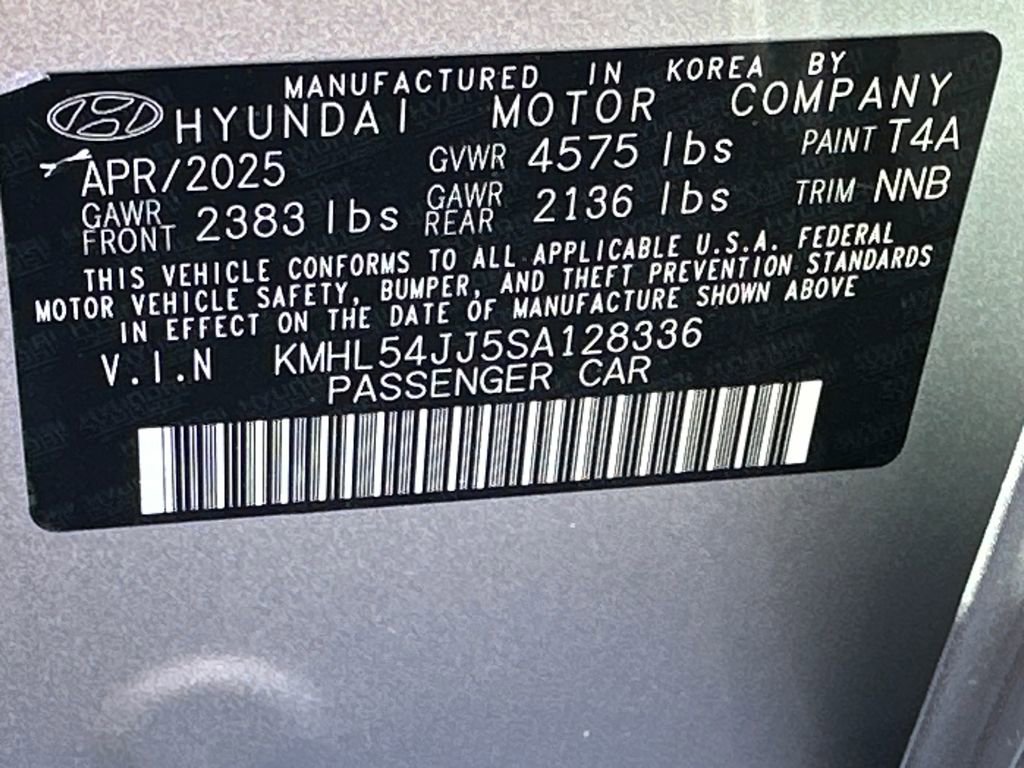 MANUFACTURED IN KOREA BY
HYUNDAI MOTOR COMPANY
APR/2025 GVWR 4575 lbs PAINT T4A
GAWR FRONT 2383 lbs GAWR REAR 2136 lbs TRIM NNB
THIS VEHICLE CONFORMS TO ALL APPLICABLE U.S.A. FEDERAL
MOTOR VEHICLE SAFETY, BUMPER, AND THEFT PREVENTION STANDARDS
IN EFFECT ON THE DATE OF MANUFACTURE SHOWN ABOVE
V.I.N KMHL54JJ5SA128336
PASSENGER CAR